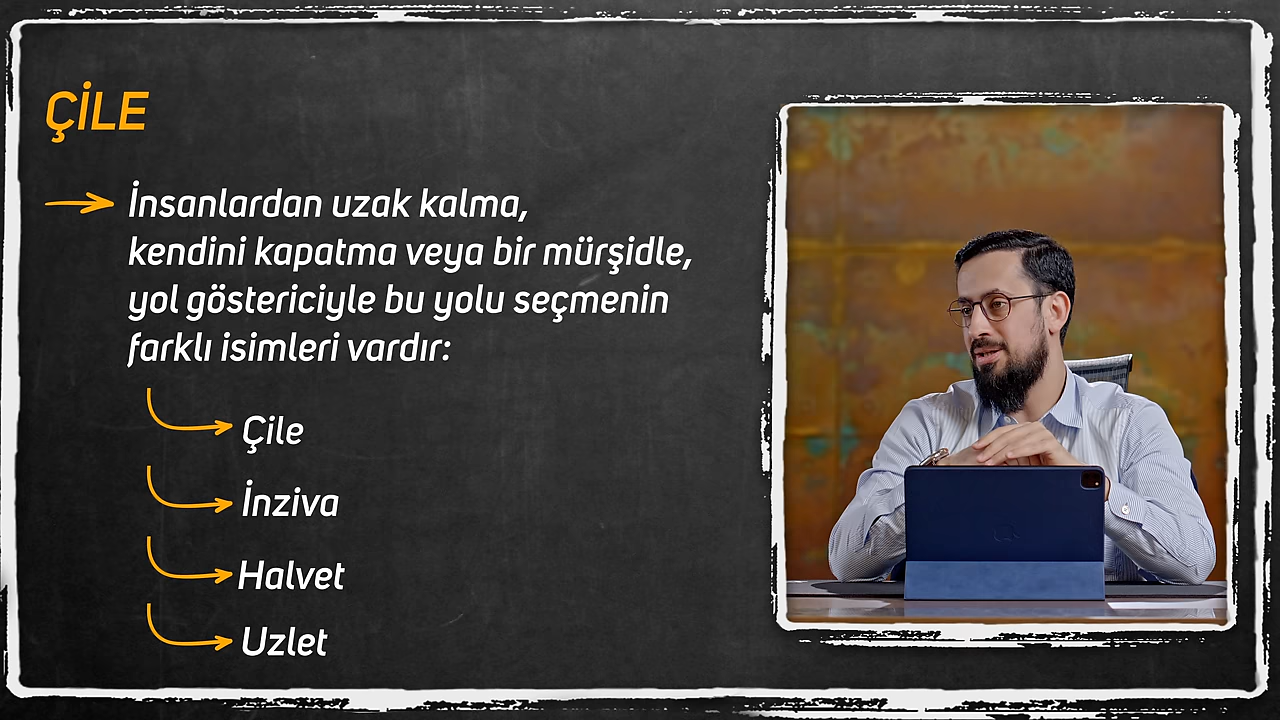 ÇİLE
İnsanlardan uzak kalma,
kendini kapatma veya bir mürşidle,
yol göstericiyle bu yolu seçmenin
farklı isimleri vardır:
Çile
İnziva
Halvet
Uzlet